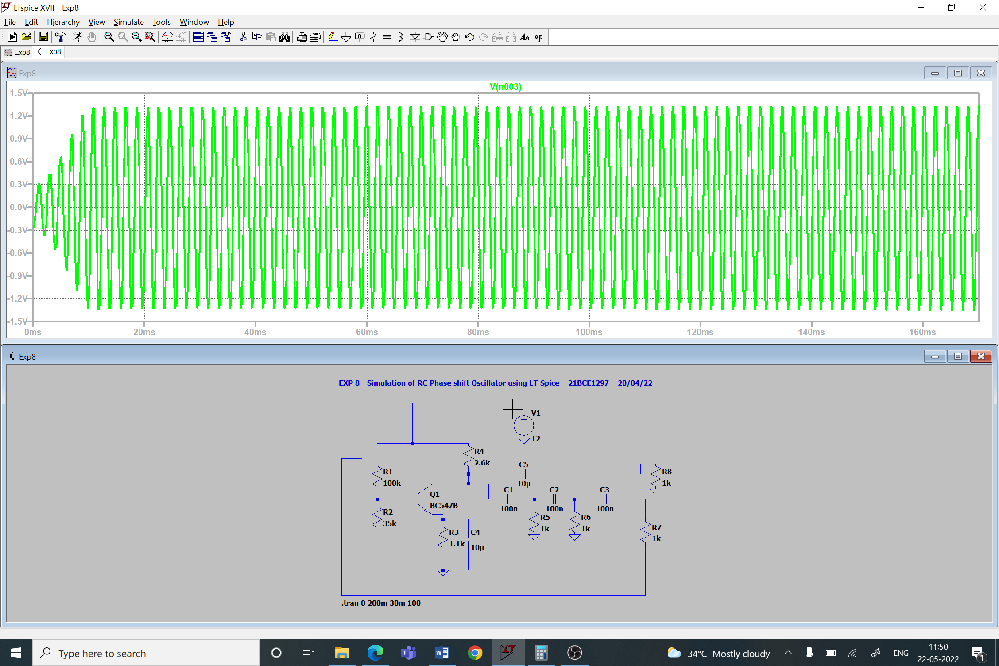 LTspice XVII - Exp8
File Edit Hierarchy View Simulate Tools Window Help
Exp8 Exp8
Exp8
V(n003)
1.5V
1.2V
0.9V
0.6V
0.3V
0.0V
-0.3V
-0.6V
-0.9V
-1.2V
-1.5V
0ms 20ms 40ms 60ms 80ms 100ms 120ms 140ms 160ms
Exp8
EXP 8 - Simulation of RC Phase shift Oscillator using LT Spice 21BCE1297 20/04/22
V1
12
R4
2.6k
C5
10µ
R8
1k
R1
100k
C1
100n
C2
100n
C3
100n
Q1
BC547B
R2
35k
R5
1k
R6
1k
R7
1k
R3
1.1k
C4
10µ
.tran 0 200m 30m 100
Type here to search
34°C Mostly cloudy
ENG
11:50
22-05-2022
1